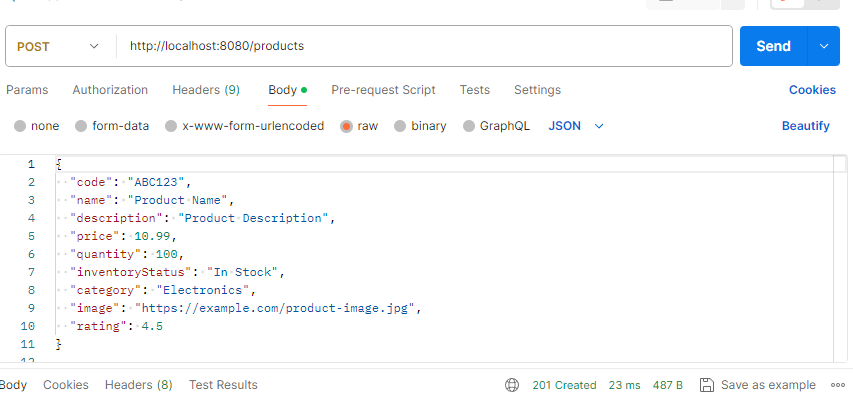 POST http://localhost:8080/products Send
Params Authorization Headers (9) Body Pre-request Script Tests Settings Cookies
none form-data x-www-form-urlencoded raw binary GraphQL JSON Beautify
1 {
2 "code": "ABC123",
3 "name": "Product Name",
4 "description": "Product Description",
5 "price": 10.99,
6 "quantity": 100,
7 "inventoryStatus": "In Stock",
8 "category": "Electronics",
9 "image": "https://example.com/product-image.jpg",
10 "rating": 4.5
11 }
12
Body Cookies Headers (8) Test Results 201 Created 23 ms 487 B Save as example